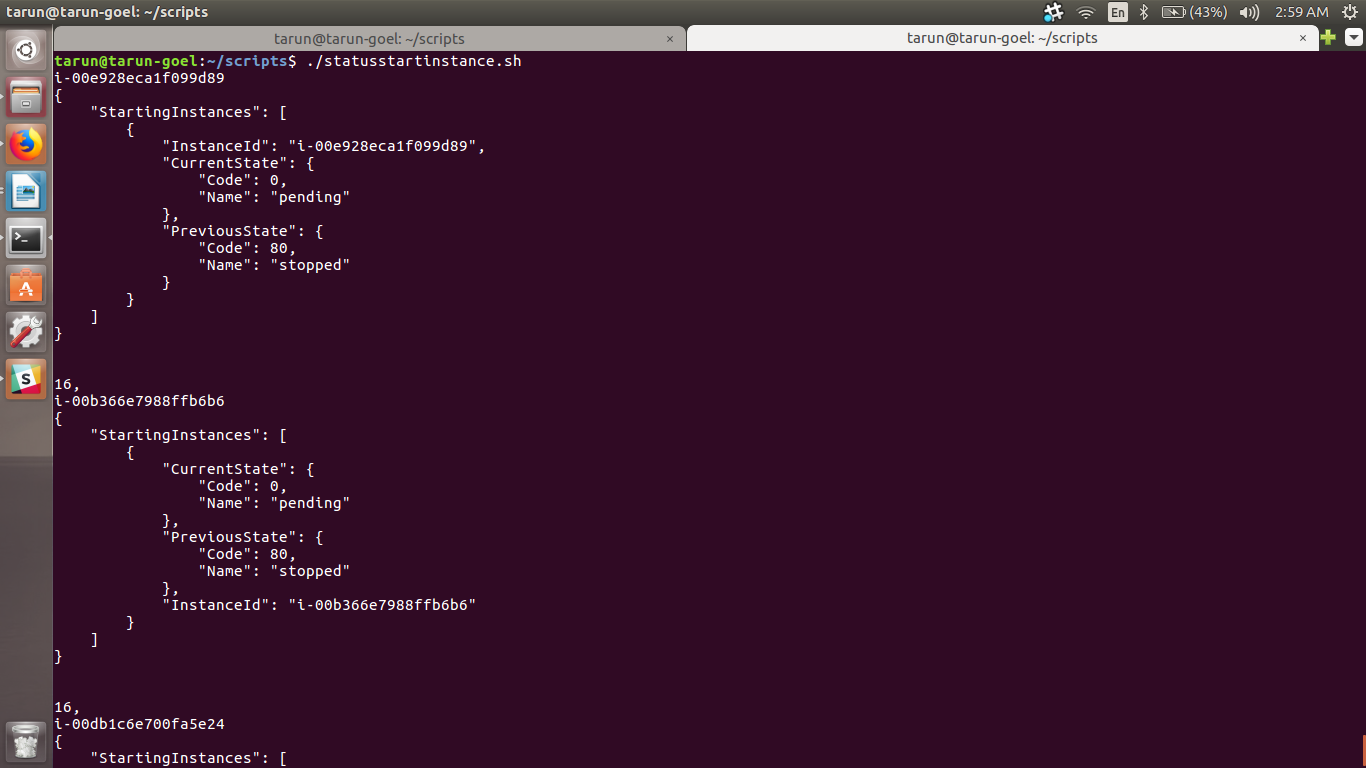 tarun@tarun-goel: ~/scripts
En
(43%)
2:59 AM
tarun@tarun-goel: ~/scripts ×
tarun@tarun-goel: ~/scripts ×
tarun@tarun-goel:~/scripts$ ./statusstartinstance.sh
i-00e928eca1f099d89
{
    "StartingInstances": [
        {
            "InstanceId": "i-00e928eca1f099d89",
            "CurrentState": {
                "Code": 0,
                "Name": "pending"
            },
            "PreviousState": {
                "Code": 80,
                "Name": "stopped"
            }
        }
    ]
}
16,
i-00b366e7988ffb6b6
{
    "StartingInstances": [
        {
            "CurrentState": {
                "Code": 0,
                "Name": "pending"
            },
            "PreviousState": {
                "Code": 80,
                "Name": "stopped"
            },
            "InstanceId": "i-00b366e7988ffb6b6"
        }
    ]
}
16,
i-00db1c6e700fa5e24
{
    "StartingInstances": [